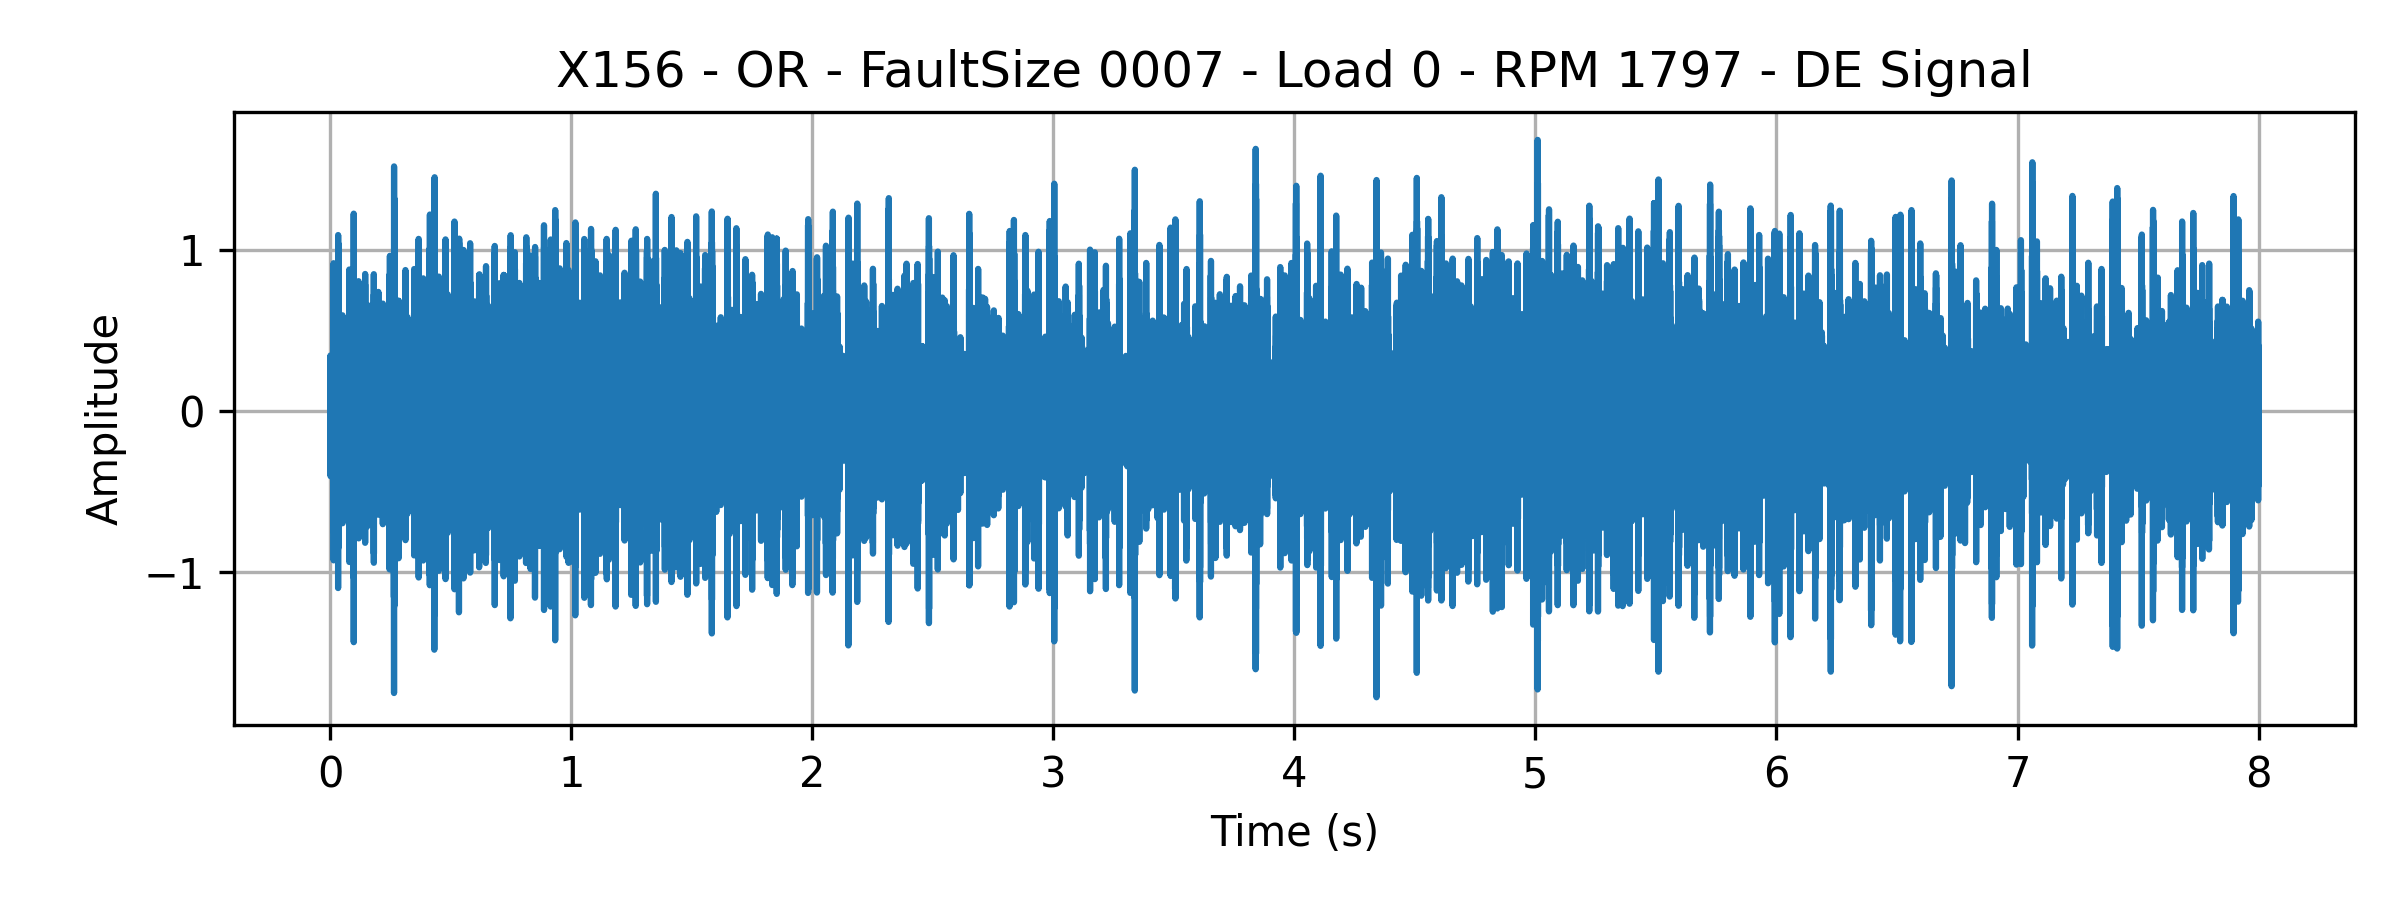 X156 - OR - FaultSize 0007 - Load 0 - RPM 1797 - DE Signal
1
0
−1
Amplitude
0 1 2 3 4 5 6 7 8
Time (s)